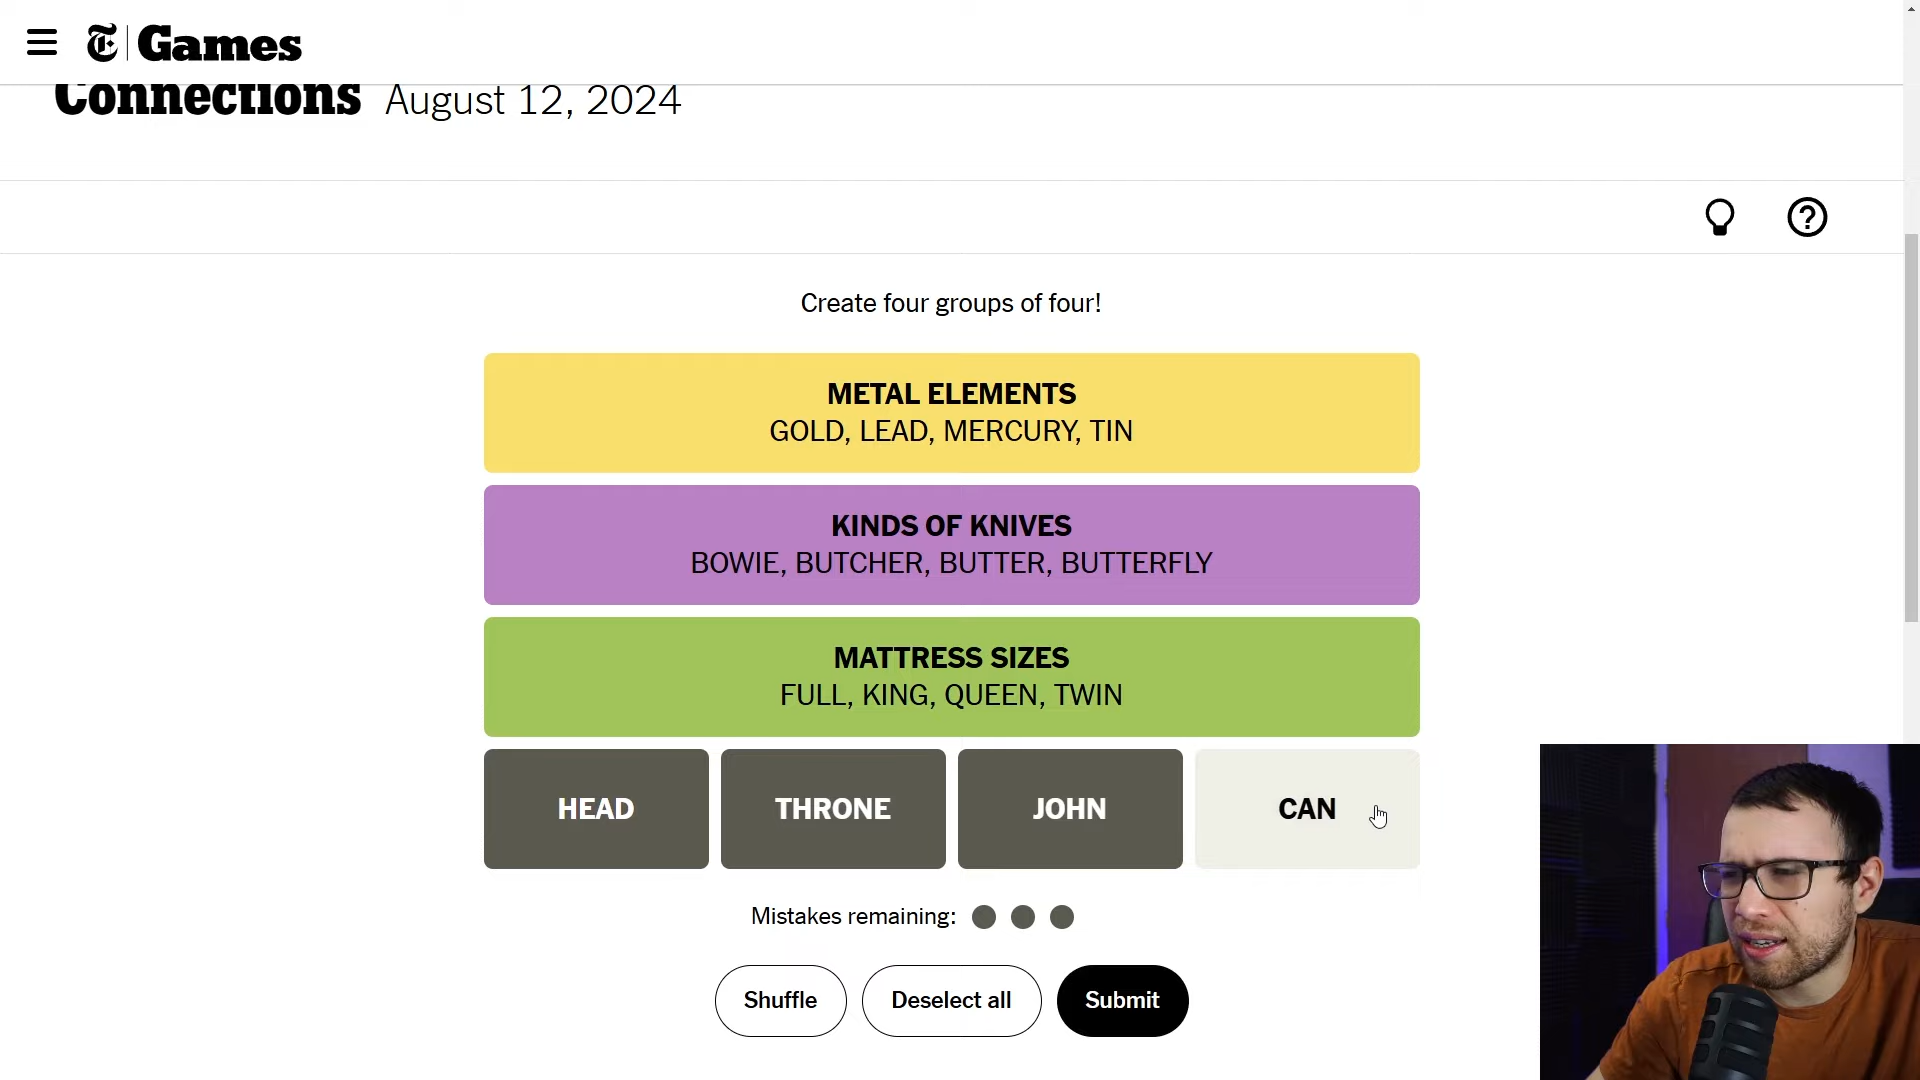 Games
Connections August 12, 2024
Create four groups of four!
METAL ELEMENTS
GOLD, LEAD, MERCURY, TIN
KINDS OF KNIVES
BOWIE, BUTCHER, BUTTER, BUTTERFLY
MATTRESS SIZES
FULL, KING, QUEEN, TWIN
HEAD THRONE JOHN CAN
Mistakes remaining:
Shuffle Deselect all Submit